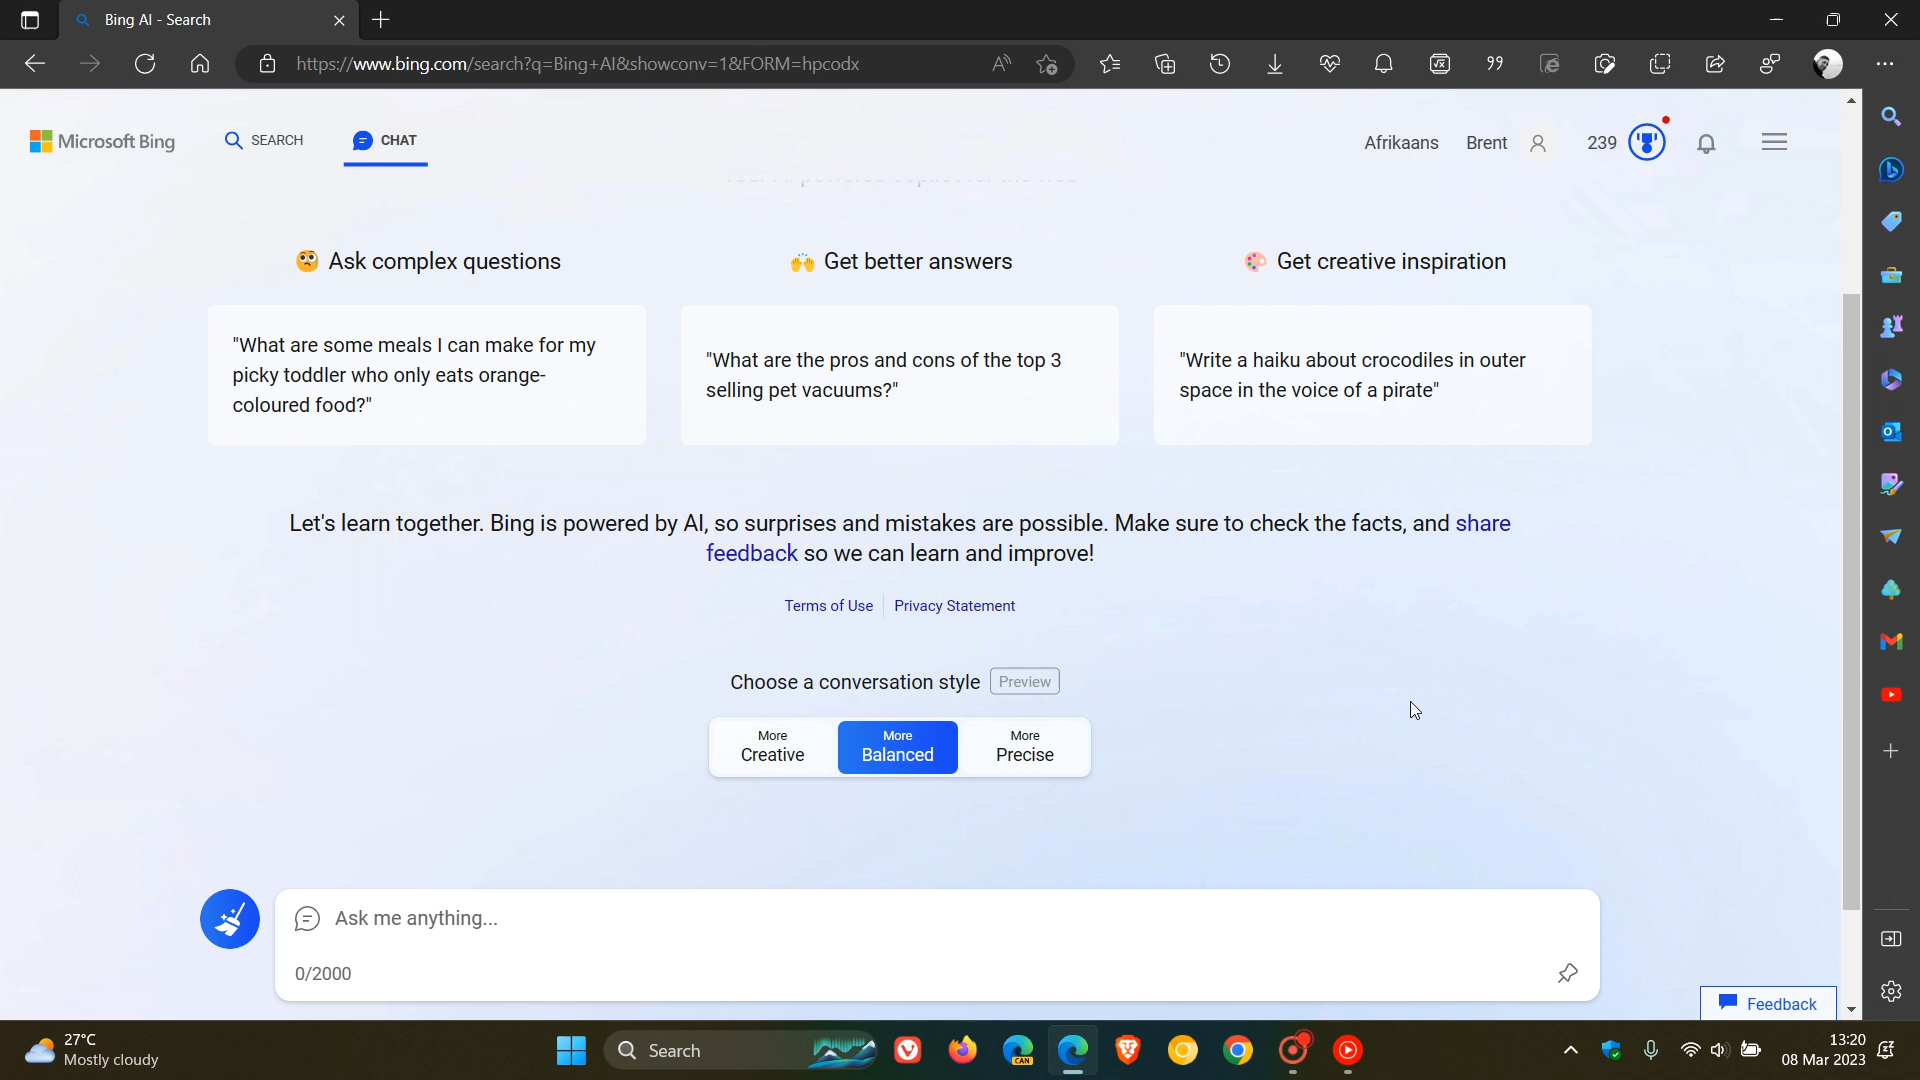 Bing AI - Search
https://www.bing.com/search?q=Bing+AI&showconv=1&FORM=hpcodx
Microsoft Bing
SEARCH
CHAT
Afrikaans
Brent
239
Ask complex questions
Get better answers
Get creative inspiration
"What are some meals I can make for my
picky toddler who only eats orange-
coloured food?"
"What are the pros and cons of the top 3
selling pet vacuums?"
"Write a haiku about crocodiles in outer
space in the voice of a pirate"
Let's learn together. Bing is powered by AI, so surprises and mistakes are possible. Make sure to check the facts, and share
feedback so we can learn and improve!
Terms of Use
Privacy Statement
Choose a conversation style Preview
More
Creative
More
Balanced
More
Precise
Ask me anything...
0/2000
Feedback
27°C
Mostly cloudy
Search
CAN
13:20
08 Mar 2023